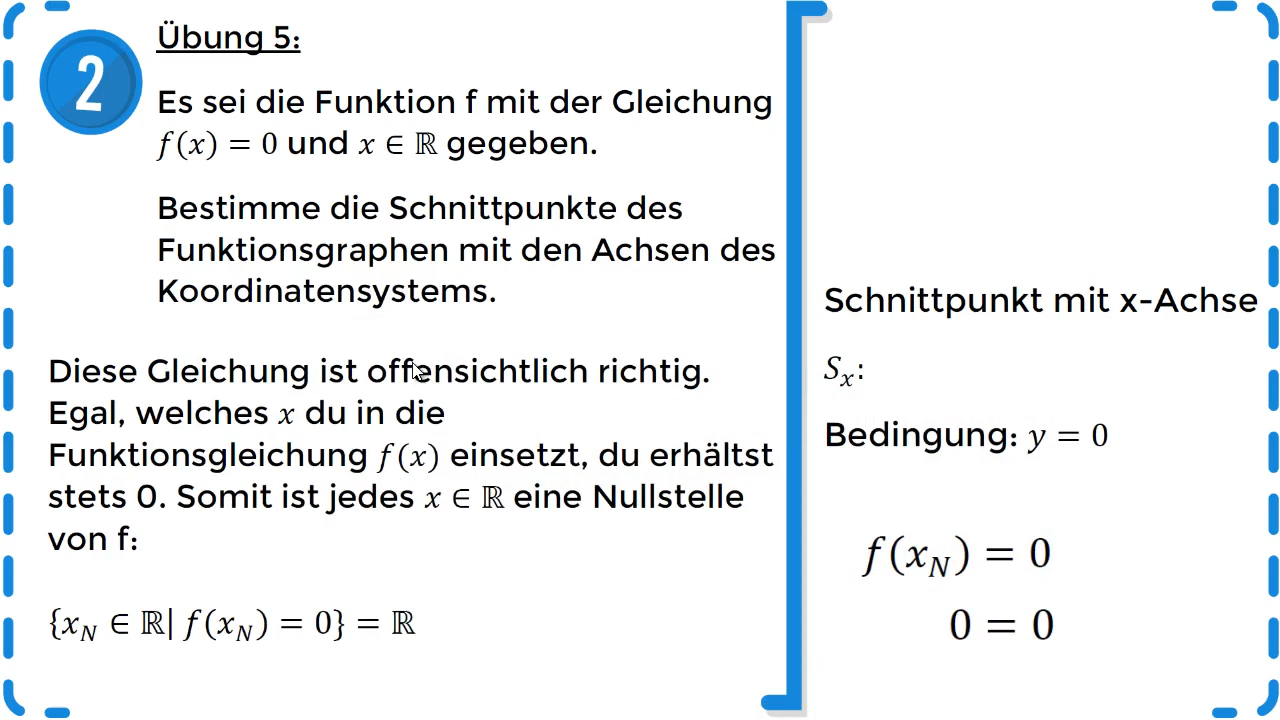 2
Übung 5:
Es sei die Funktion f mit der Gleichung
f(x) = 0 und x ∈ ℝ gegeben.
Bestimme die Schnittpunkte des
Funktionsgraphen mit den Achsen des
Koordinatensystems.
Diese Gleichung ist offensichtlich richtig.
Egal, welches x du in die
Funktionsgleichung f(x) einsetzt, du erhältst
stets 0. Somit ist jedes x ∈ ℝ eine Nullstelle
von f:
{x_N ∈ ℝ| f(x_N) = 0} = ℝ
Schnittpunkt mit x-Achse
S_x:
Bedingung: y = 0
f(x_N) = 0
0 = 0